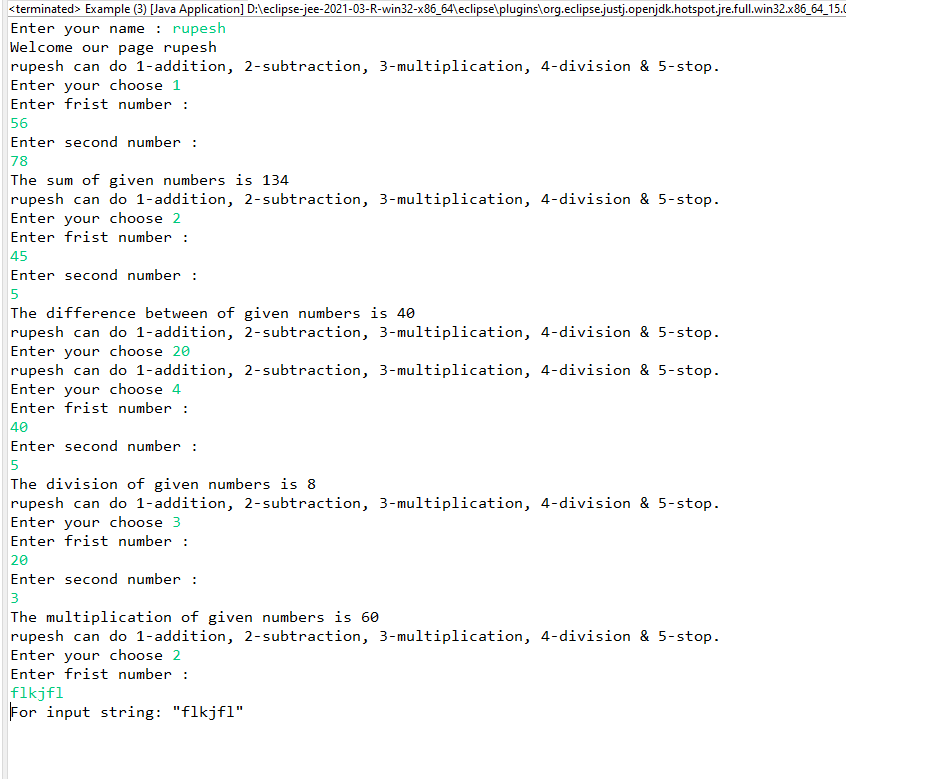 <terminated> Example (3) [Java Application] D:\eclipse-jee-2021-03-R-win32-x86_64\eclipse\plugins\org.eclipse.justj.openjdk.hotspot.jre.full.win32.x86_64_15.0
Enter your name : rupesh
Welcome our page rupesh
rupesh can do 1-addition, 2-subtraction, 3-multiplication, 4-division & 5-stop.
Enter your choose 1
Enter frist number :
56
Enter second number :
78
The sum of given numbers is 134
rupesh can do 1-addition, 2-subtraction, 3-multiplication, 4-division & 5-stop.
Enter your choose 2
Enter frist number :
45
Enter second number :
5
The difference between of given numbers is 40
rupesh can do 1-addition, 2-subtraction, 3-multiplication, 4-division & 5-stop.
Enter your choose 20
rupesh can do 1-addition, 2-subtraction, 3-multiplication, 4-division & 5-stop.
Enter your choose 4
Enter frist number :
40
Enter second number :
5
The division of given numbers is 8
rupesh can do 1-addition, 2-subtraction, 3-multiplication, 4-division & 5-stop.
Enter your choose 3
Enter frist number :
20
Enter second number :
3
The multiplication of given numbers is 60
rupesh can do 1-addition, 2-subtraction, 3-multiplication, 4-division & 5-stop.
Enter your choose 2
Enter frist number :
flkjfl
For input string: "flkjfl"